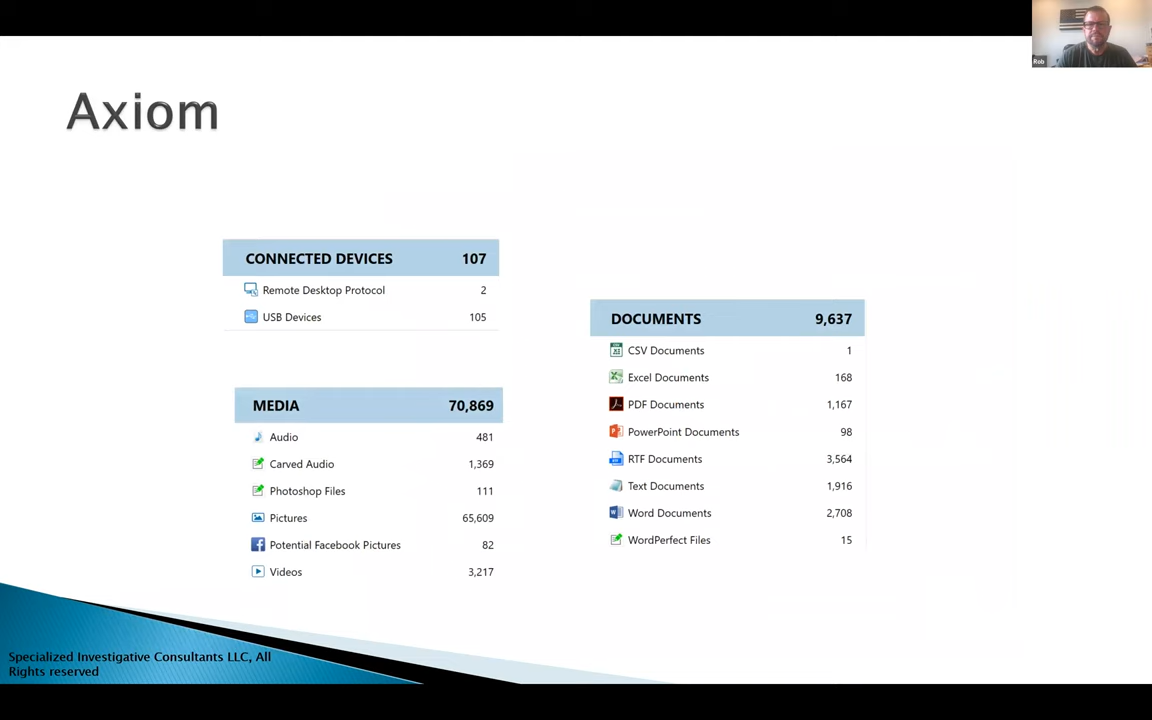 Rob
Axiom
CONNECTED DEVICES 107
Remote Desktop Protocol 2
USB Devices 105
MEDIA 70,869
Audio 481
Carved Audio 1,369
Photoshop Files 111
Pictures 65,609
Potential Facebook Pictures 82
Videos 3,217
DOCUMENTS 9,637
CSV Documents 1
Excel Documents 168
PDF Documents 1,167
PowerPoint Documents 98
RTF Documents 3,564
Text Documents 1,916
Word Documents 2,708
WordPerfect Files 15
Specialized Investigative Consultants LLC, All
Rights reserved